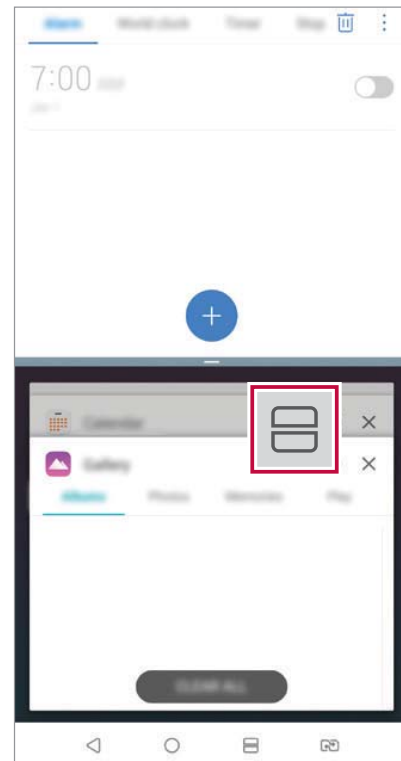 Alarm World clock Timer Stop
7:00
Calendar
Gallery
Albums Photos Memories Play
CLEAR ALL